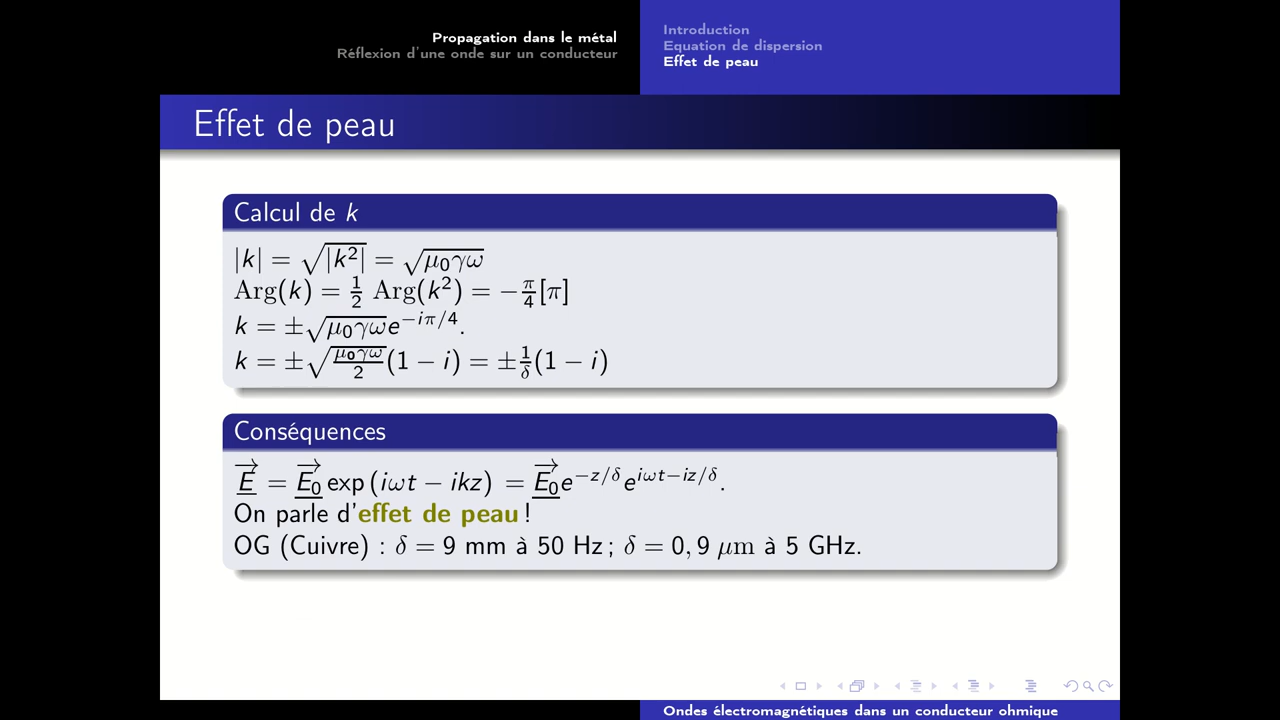 Propagation dans le métal
Réflexion d'une onde sur un conducteur
Introduction
Equation de dispersion
Effet de peau
Effet de peau
Calcul de k
|k| = √|k²| = √μ₀γω
Arg(k) = 1/2 Arg(k²) = −π/4[π]
k = ±√μ₀γω e^{−iπ/4}.
k = ±√(μ₀γω/2)(1 − i) = ±1/δ(1 − i)
Conséquences
E⃗ = E₀⃗ exp (iωt − ikz) = E₀⃗ e^{−z/δ} e^{iωt−iz/δ}.
On parle d'effet de peau !
OG (Cuivre) : δ = 9 mm à 50 Hz ; δ = 0, 9 μm à 5 GHz.
Ondes électromagnétiques dans un conducteur ohmique